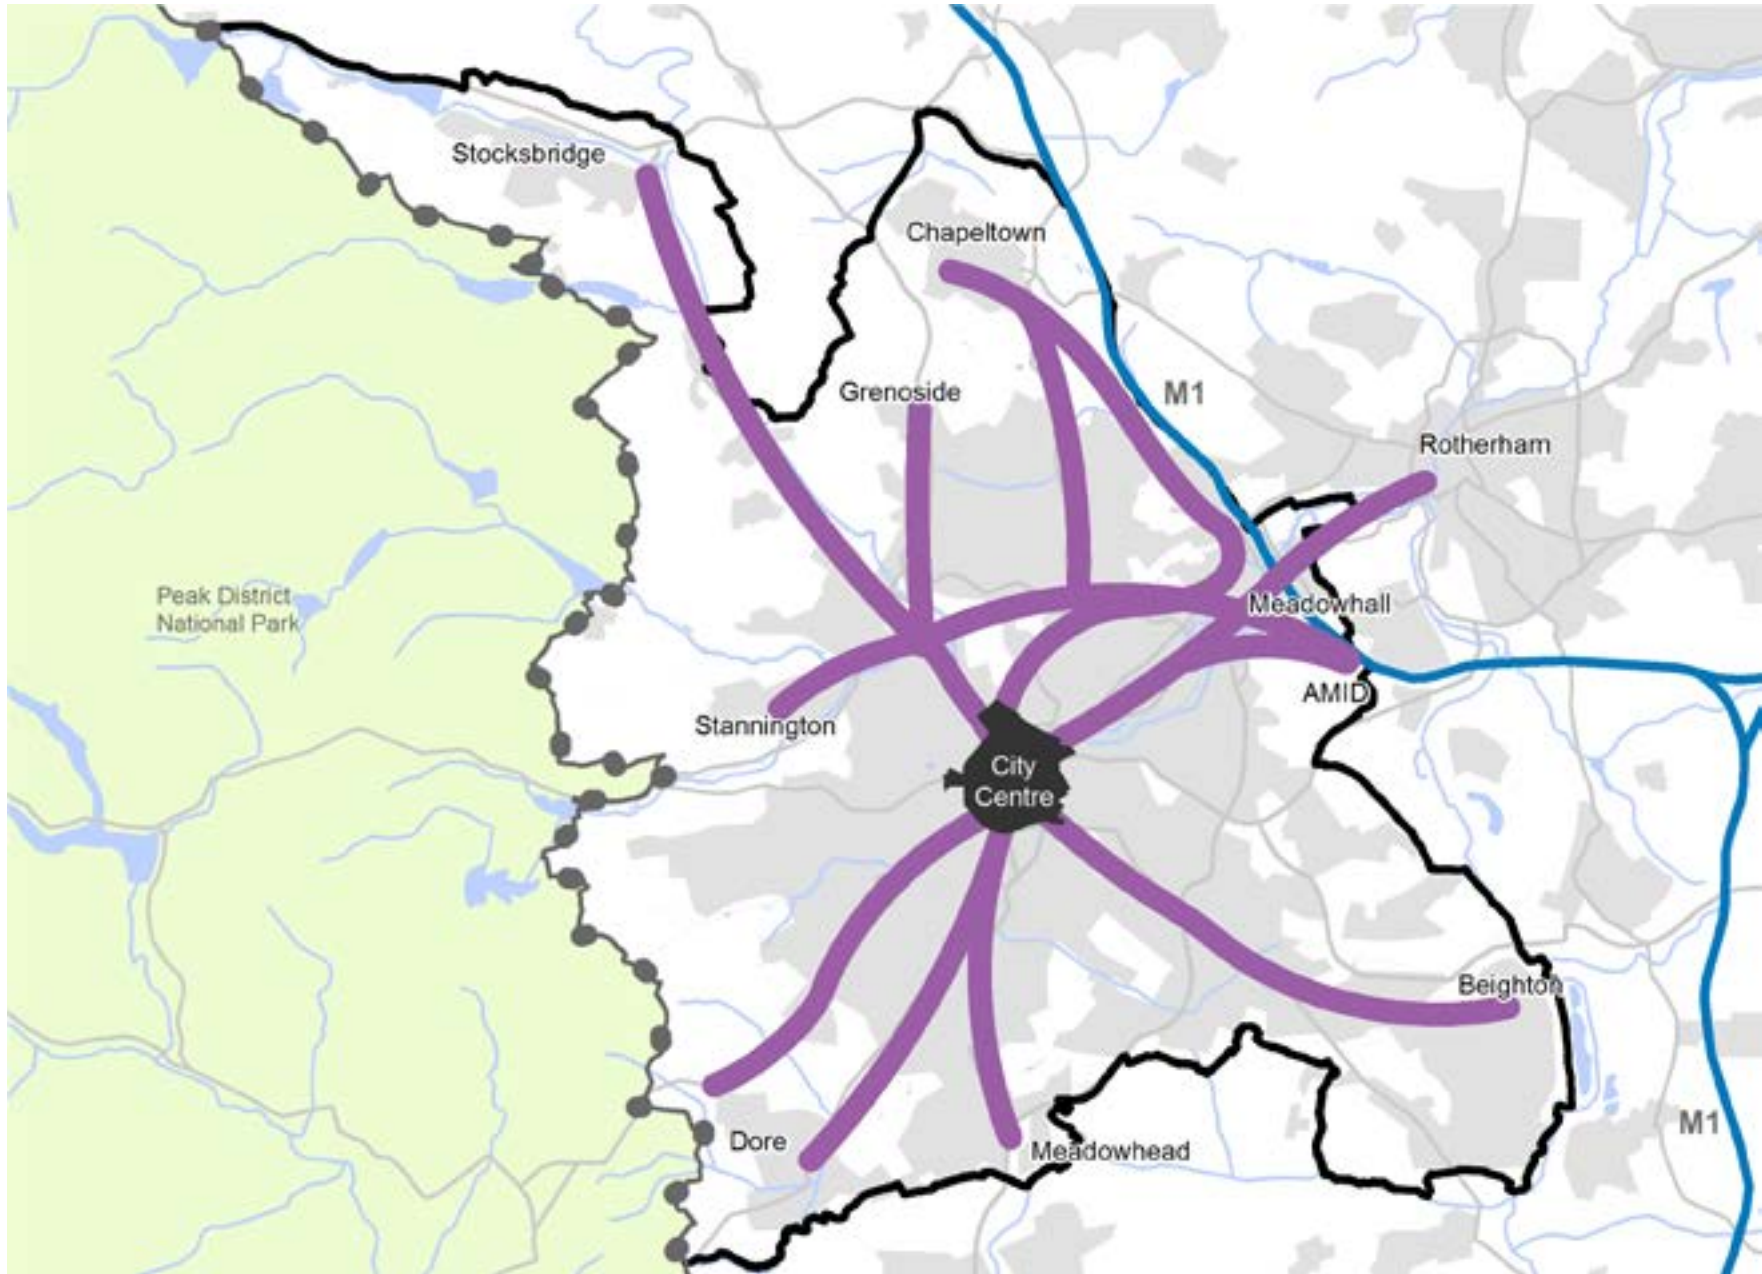 Stocksbridge
Chapeltown
Grenoside
M1
Rotherham
Peak District
National Park
Meadowhall
AMID
Stannington
City
Centre
Beighton
Dore
Meadowhead
M1